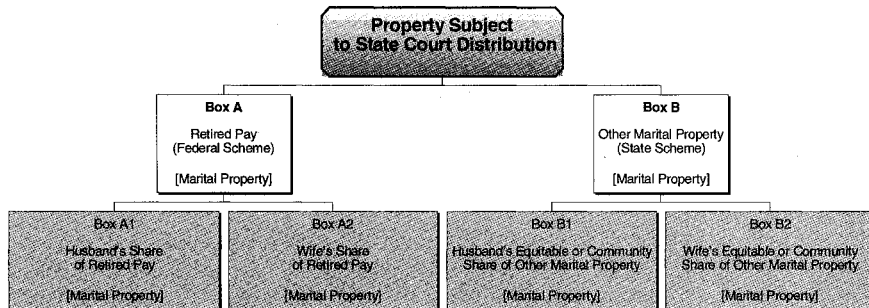 Property Subject
to State Court Distribution
Box A
Retired Pay
(Federal Scheme)
[Marital Property]
Box B
Other Marital Property
(State Scheme)
[Marital Property]
Box A1
Husband's Share
of Retired Pay
[Marital Property]
Box A2
Wife's Share
of Retired Pay
[Marital Property]
Box B1
Husband's Equitable or Community
Share of Other Marital Property
[Marital Property]
Box B2
Wife's Equitable or Community
Share of Other Marital Property
[Marital Property]